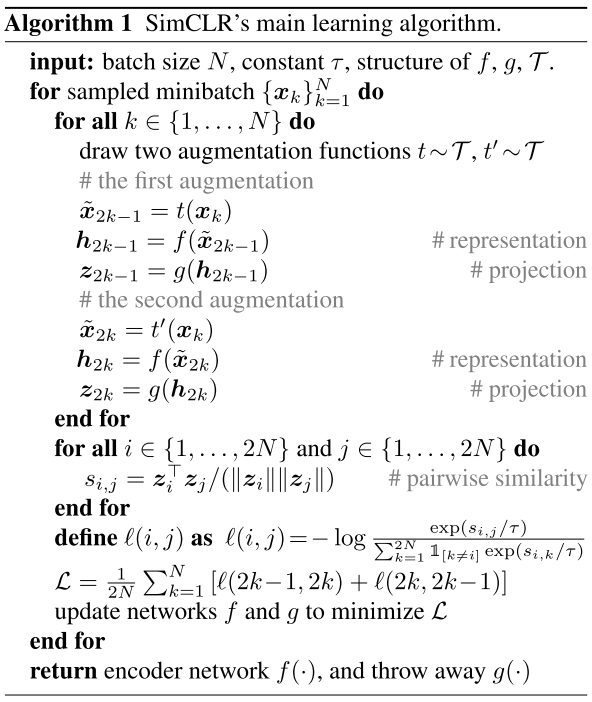 Algorithm 1 SimCLR's main learning algorithm.
input: batch size N, constant τ, structure of f, g, 𝒯.
for sampled minibatch {x_k}_{k=1}^N do
for all k ∈ {1, …, N} do
draw two augmentation functions t ∼ 𝒯, t′ ∼ 𝒯
# the first augmentation
x̃_{2k−1} = t(x_k)
h_{2k−1} = f(x̃_{2k−1}) # representation
z_{2k−1} = g(h_{2k−1}) # projection
# the second augmentation
x̃_{2k} = t′(x_k)
h_{2k} = f(x̃_{2k}) # representation
z_{2k} = g(h_{2k}) # projection
end for
for all i ∈ {1, …, 2N} and j ∈ {1, …, 2N} do
s_{i,j} = z_i^⊤ z_j/(‖z_i‖‖z_j‖) # pairwise similarity
end for
define ℓ(i, j) as ℓ(i, j) = −log exp(s_{i,j}/τ) / ∑_{k=1}^{2N} 𝟙_{[k≠i]} exp(s_{i,k}/τ)
ℒ = 1/2N ∑_{k=1}^N [ℓ(2k−1, 2k) + ℓ(2k, 2k−1)]
update networks f and g to minimize ℒ
end for
return encoder network f(·), and throw away g(·)